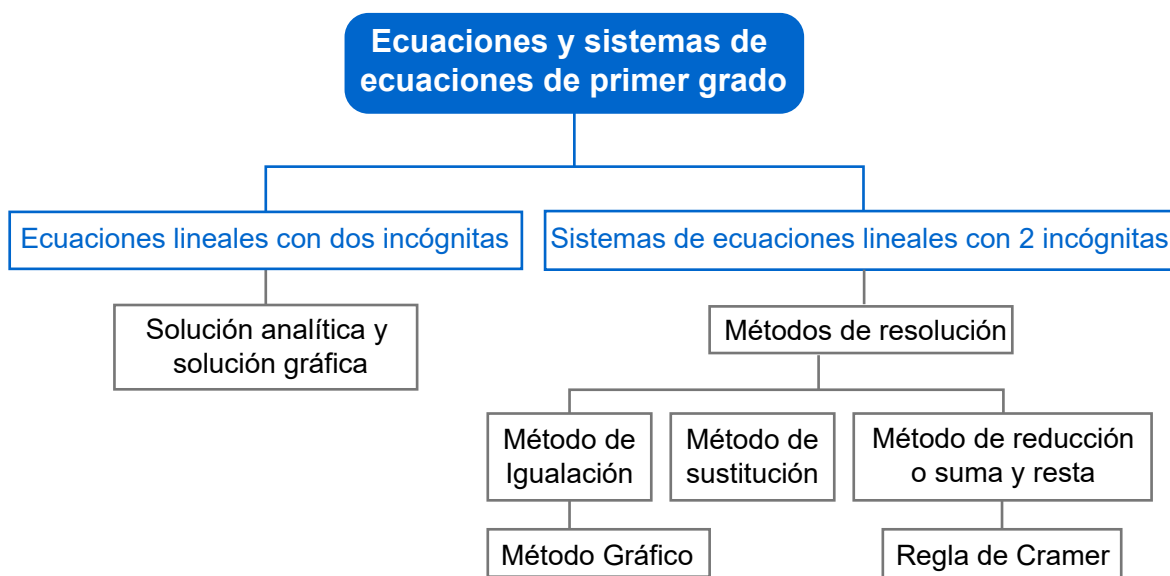 Ecuaciones y sistemas de
ecuaciones de primer grado
Ecuaciones lineales con dos incógnitas
Sistemas de ecuaciones lineales con 2 incógnitas
Solución analítica y
solución gráfica
Métodos de resolución
Método de
Igualación
Método de
sustitución
Método de reducción
o suma y resta
Método Gráfico
Regla de Cramer